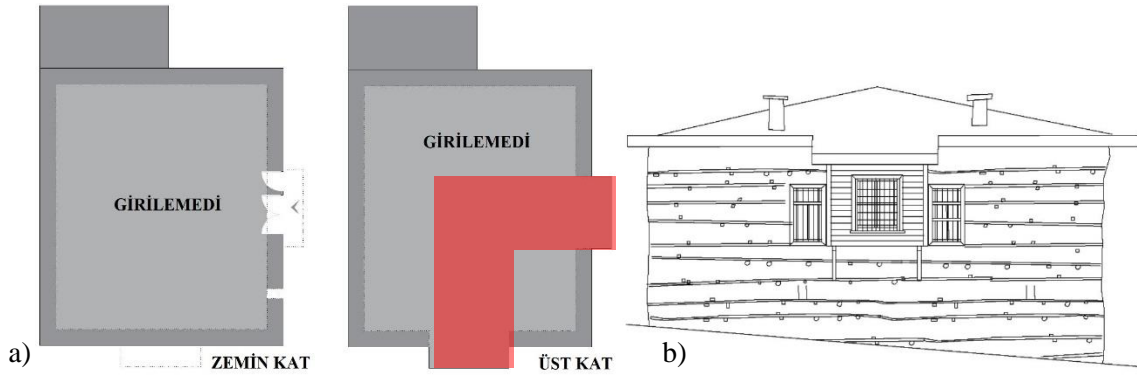 GİRİLEMEDİ
GİRİLEMEDİ
a)
ZEMİN KAT
ÜST KAT
b)